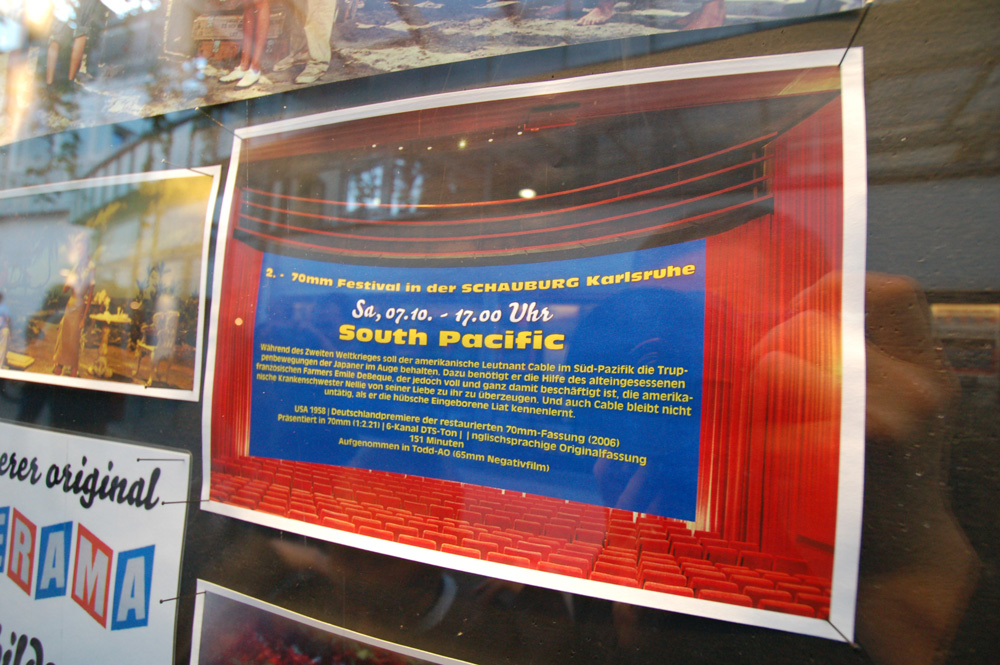 2. - 70mm Festival in der SCHAUBURG Karlsruhe
Sa, 07.10. - 17.00 Uhr
South Pacific
Während des Zweiten Weltkrieges soll der amerikanische Leutnant Cable im Süd-Pazifik die Trup-
penbewegungen der Japaner im Auge behalten. Dazu benötigt er die Hilfe des alteingesessenen
französischen Farmers Emile DeBeque, der jedoch voll und ganz damit beschäftigt ist, die amerika-
nische Krankenschwester Nellie von seiner Liebe zu ihr zu überzeugen. Und auch Cable bleibt nicht
untätig, als er die hübsche Eingeborene Liat kennenlernt.
USA 1958 | Deutschlandpremiere der restaurierten 70mm-Fassung (2006)
Präsentiert in 70mm (1:2.21) | 6-Kanal DTS-Ton | | nglischsprachige Originalfassung
151 Minuten
Aufgenommen in Todd-AO (65mm Negativfilm)
erer original
ERAMA